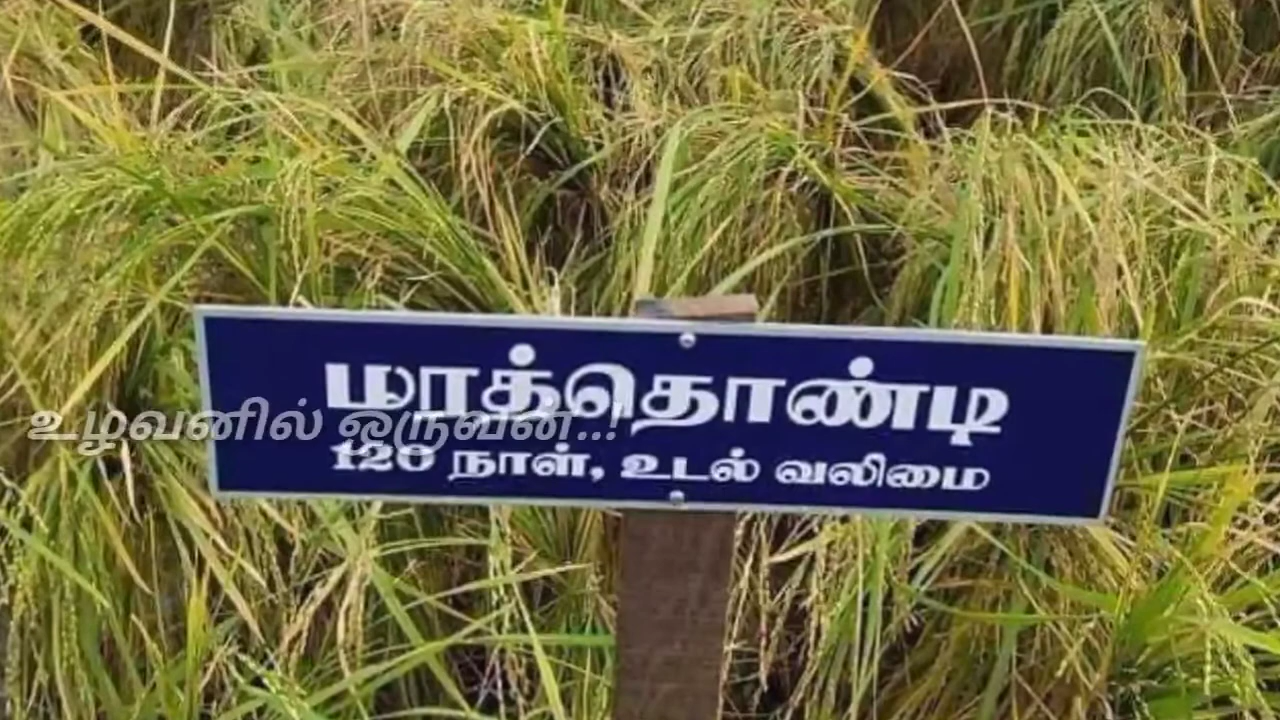 மாத்தொண்டி
உழவனில் ஒருவன்..!
120 நாள், உடல் வலிமை